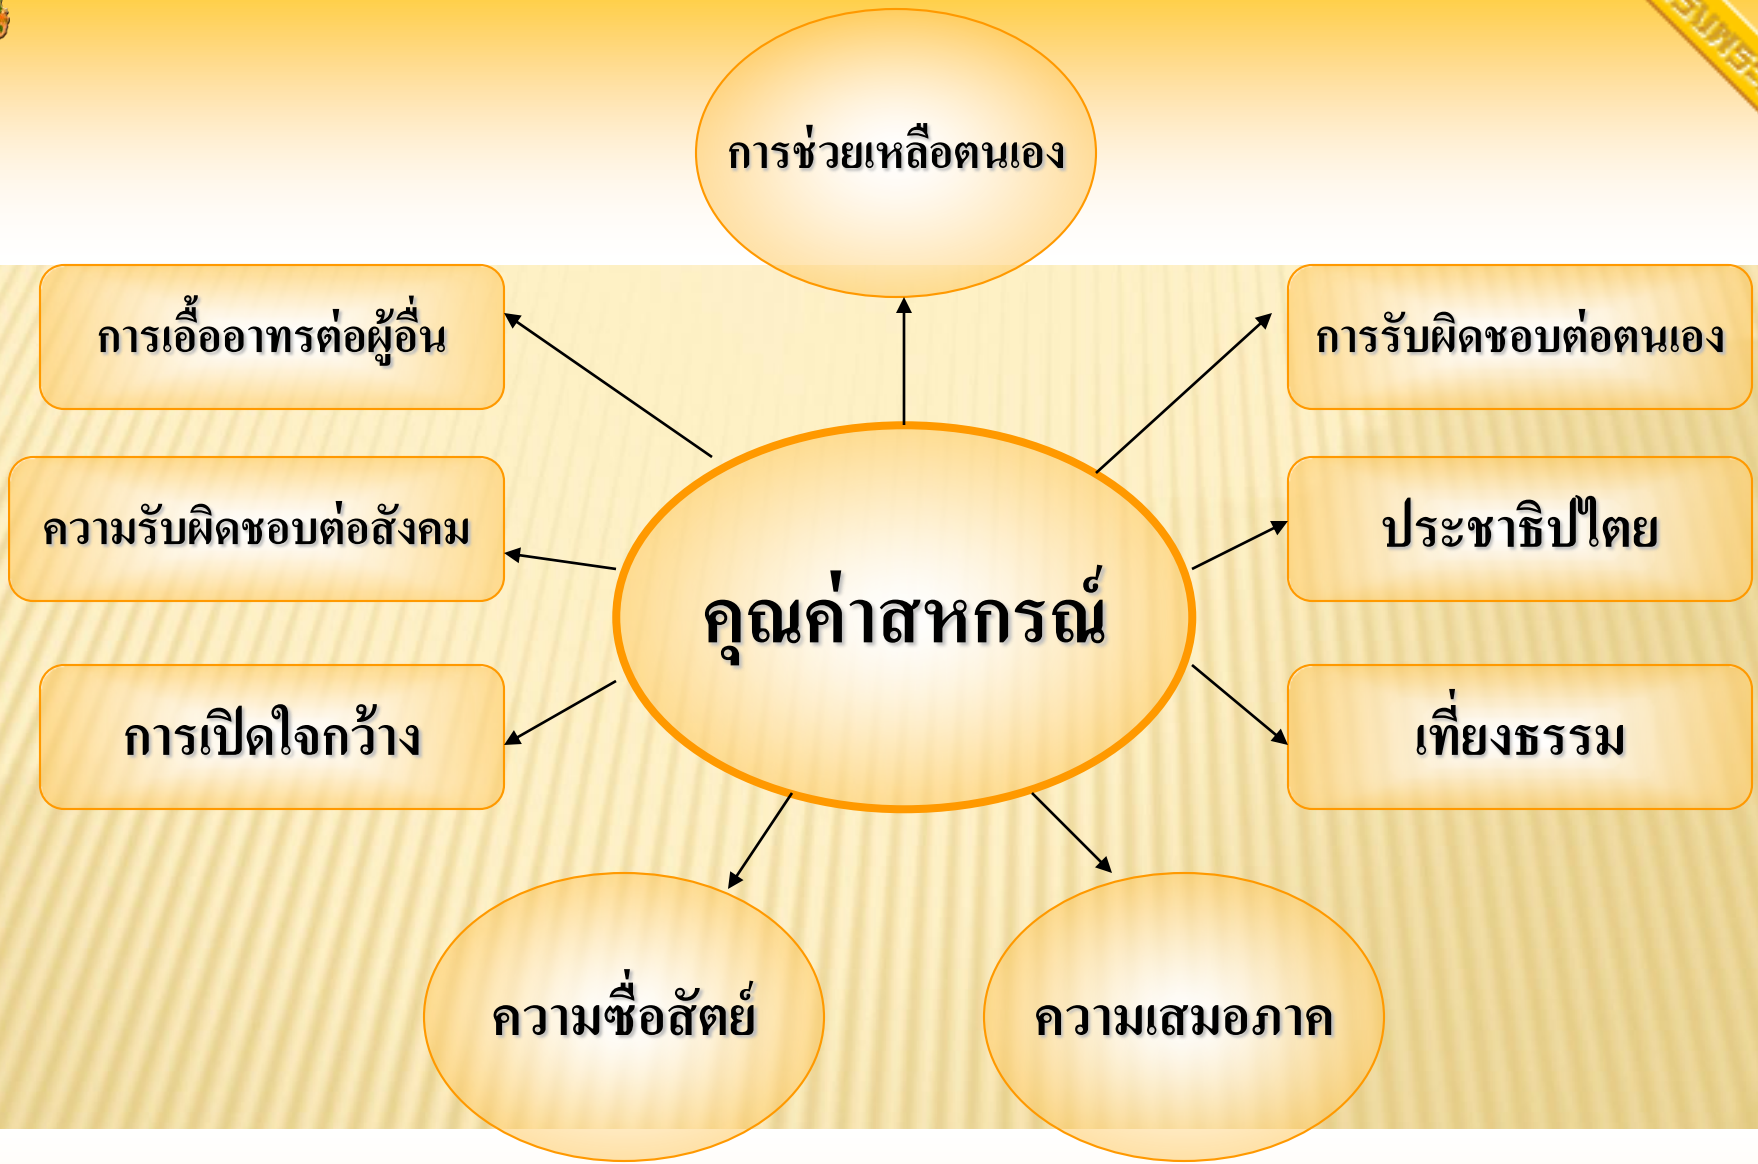 การช่วยเหลือตนเอง
การเอื้ออาทรต่อผู้อื่น
การรับผิดชอบต่อตนเอง
ความรับผิดชอบต่อสังคม
ประชาธิปไตย
คุณค่าสหกรณ์
การเปิดใจกว้าง
เที่ยงธรรม
ความซื่อสัตย์
ความเสมอภาค